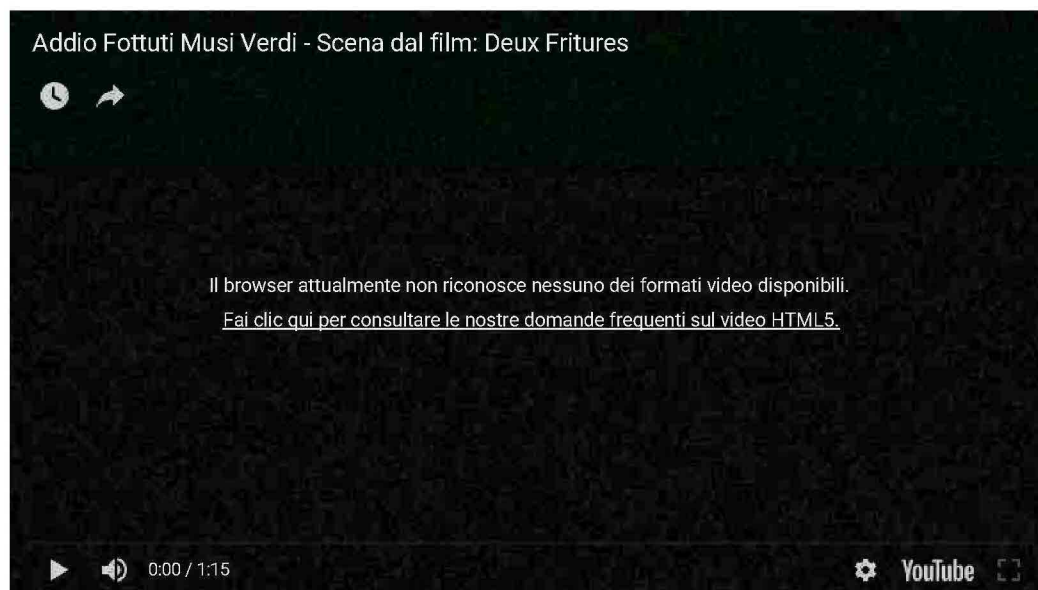 Addio Fottuti Musi Verdi - Scena dal film: Deux Fritures
Il browser attualmente non riconosce nessuno dei formati video disponibili.
Fai clic qui per consultare le nostre domande frequenti sul video HTML5.
0:00 / 1:15
YouTube